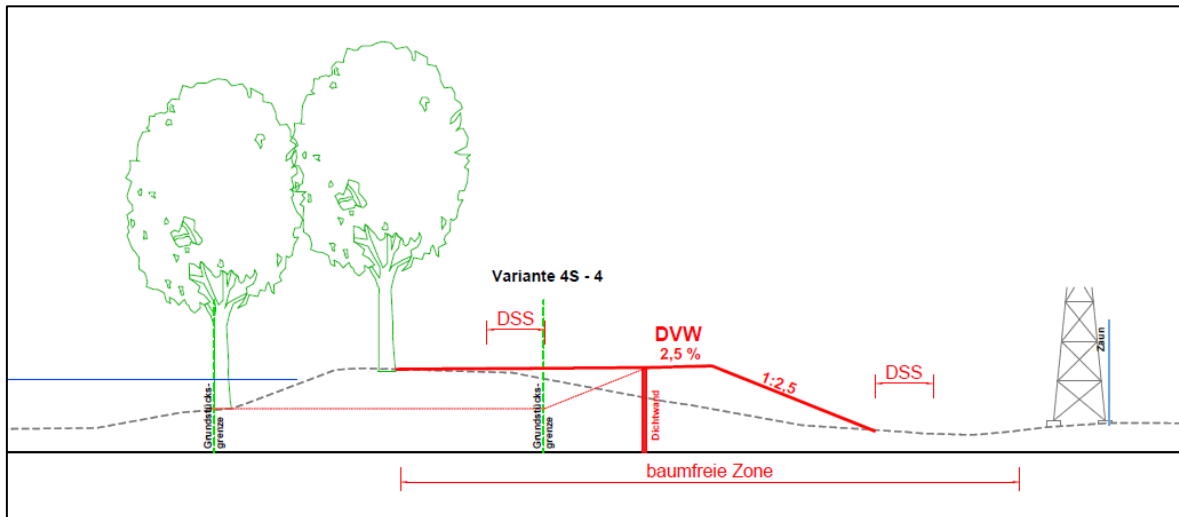 Variante 4S - 4
DSS
DVW
2,5 %
1:2,5
DSS
Zaun
Grundstücks-
grenze
Grundstücks-
grenze
Dichtwand
baumfreie Zone